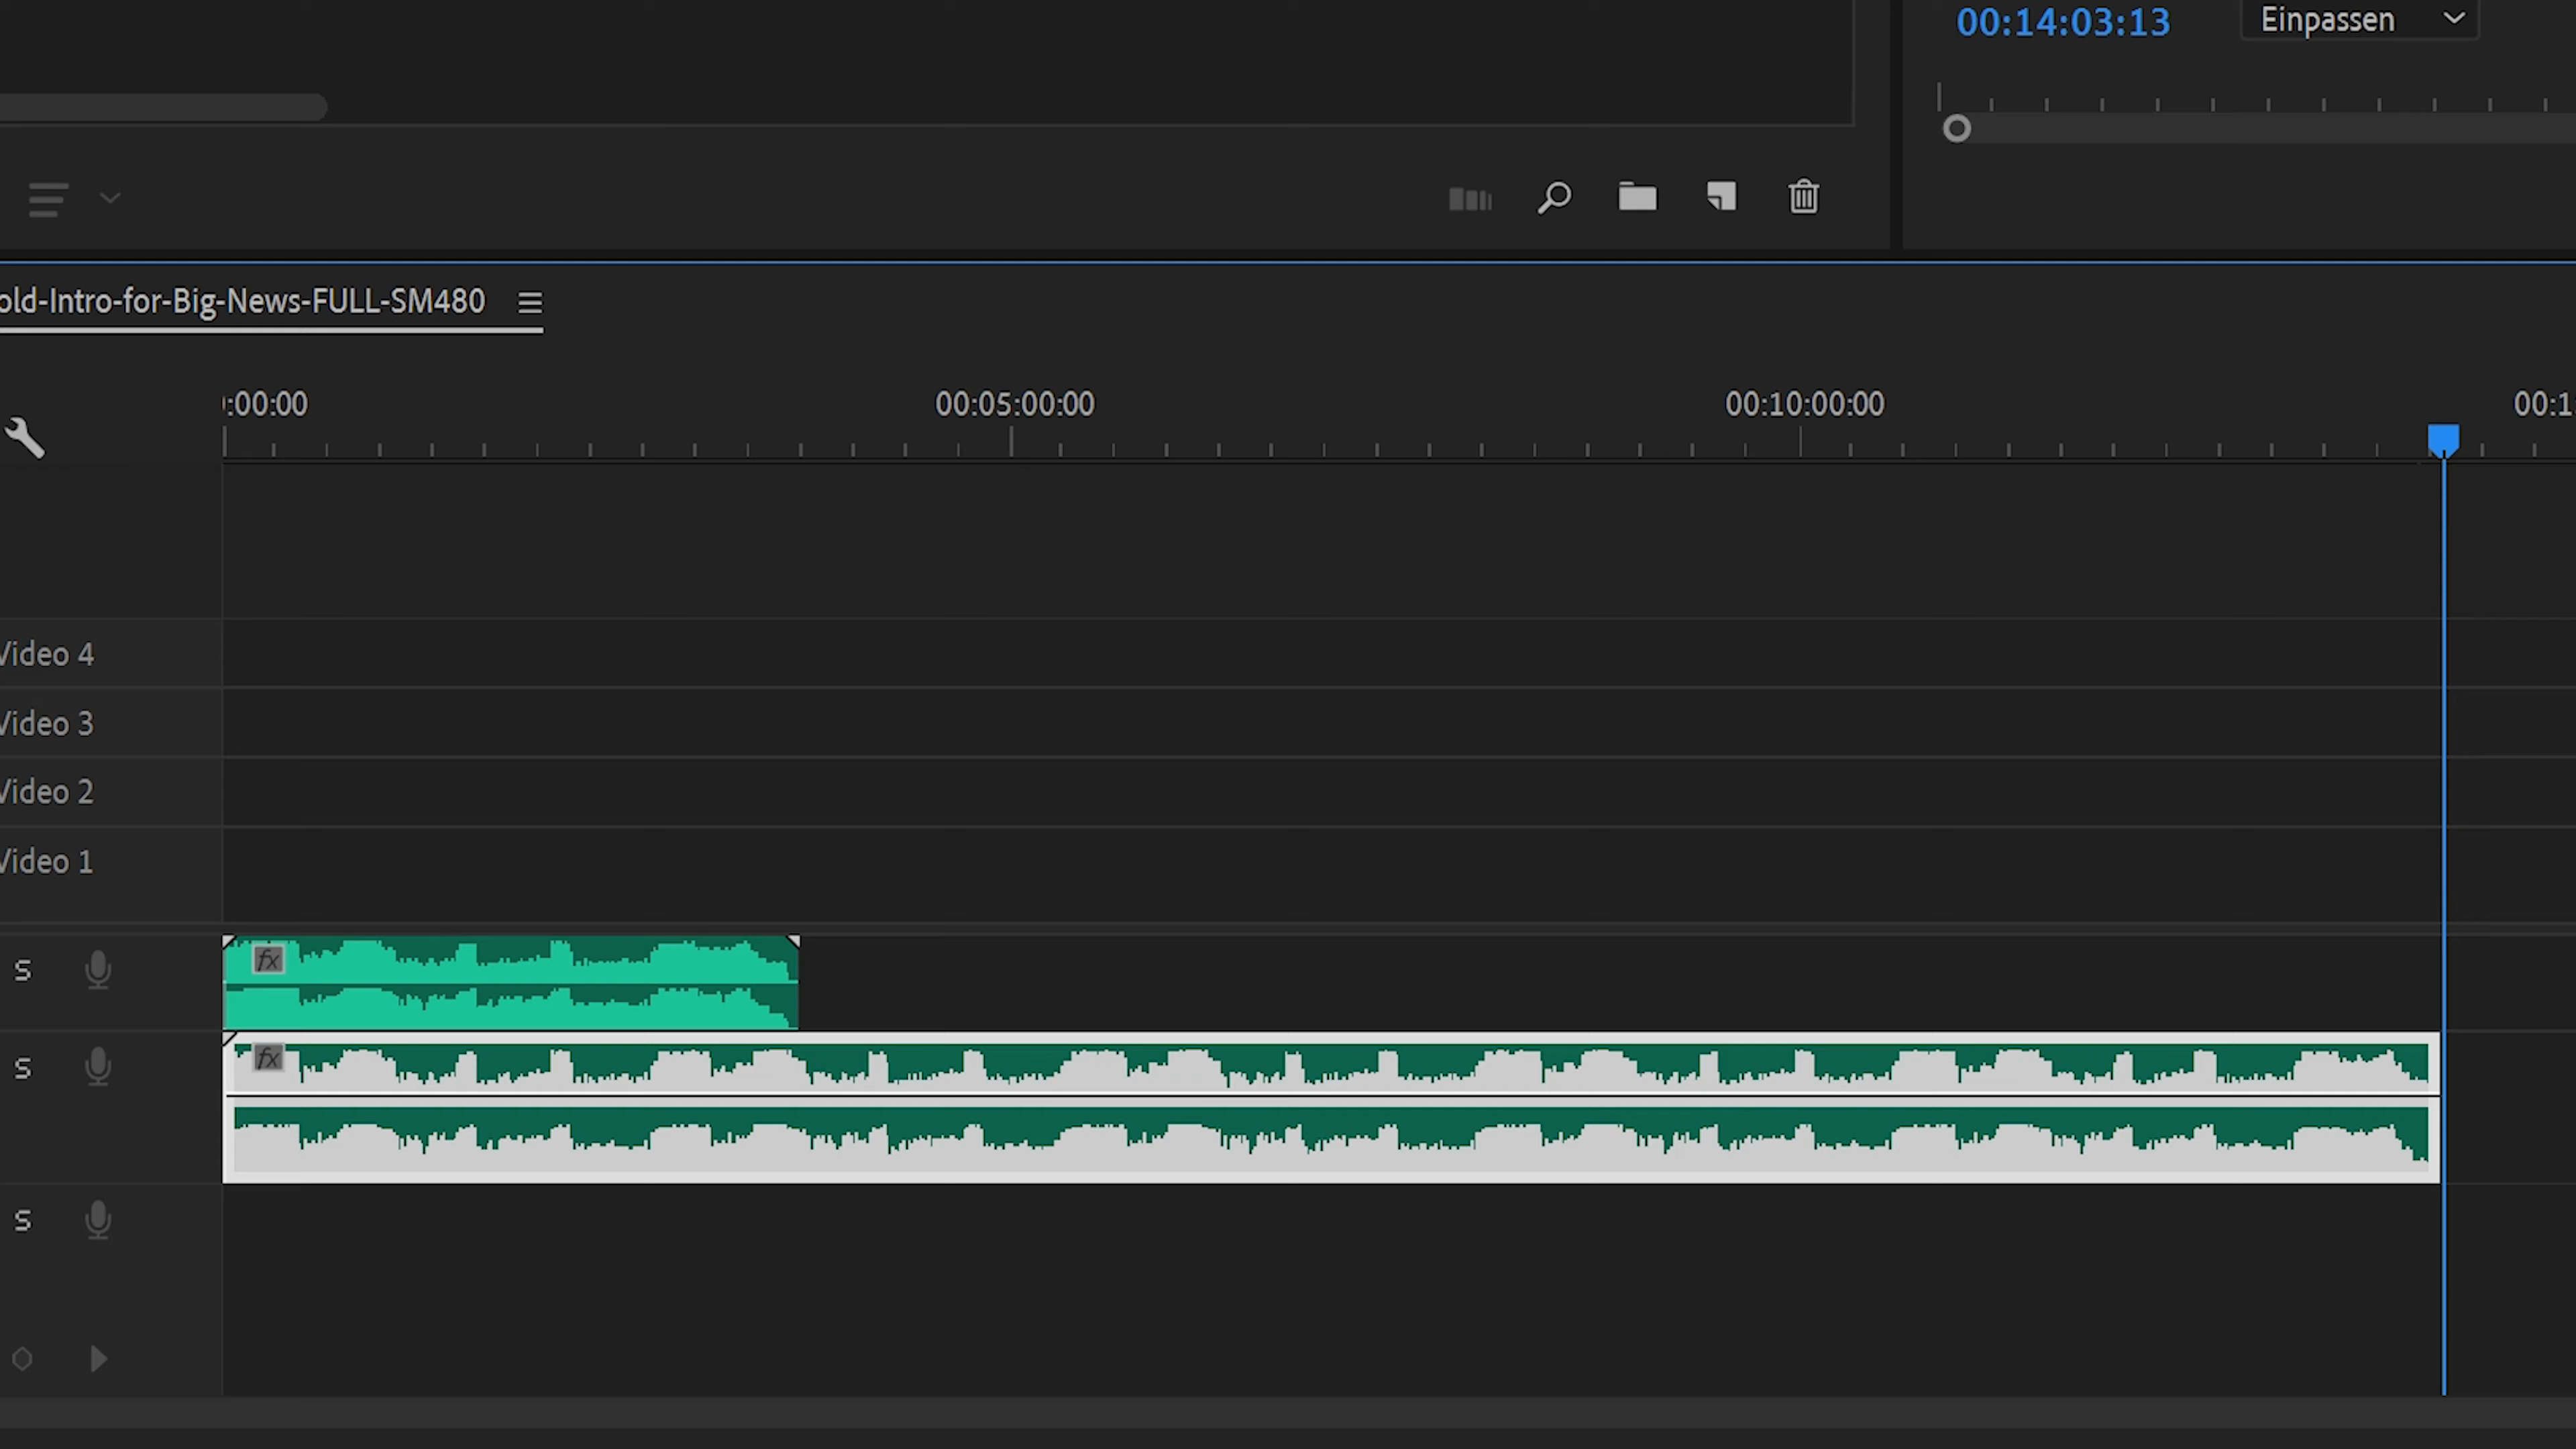 00:14:03:13 Einpassen
old-Intro-for-Big-News-FULL-SM480
:00:00 00:05:00:00 00:10:00:00 00:1
Video 4
Video 3
Video 2
Video 1
S fx
S fx
S